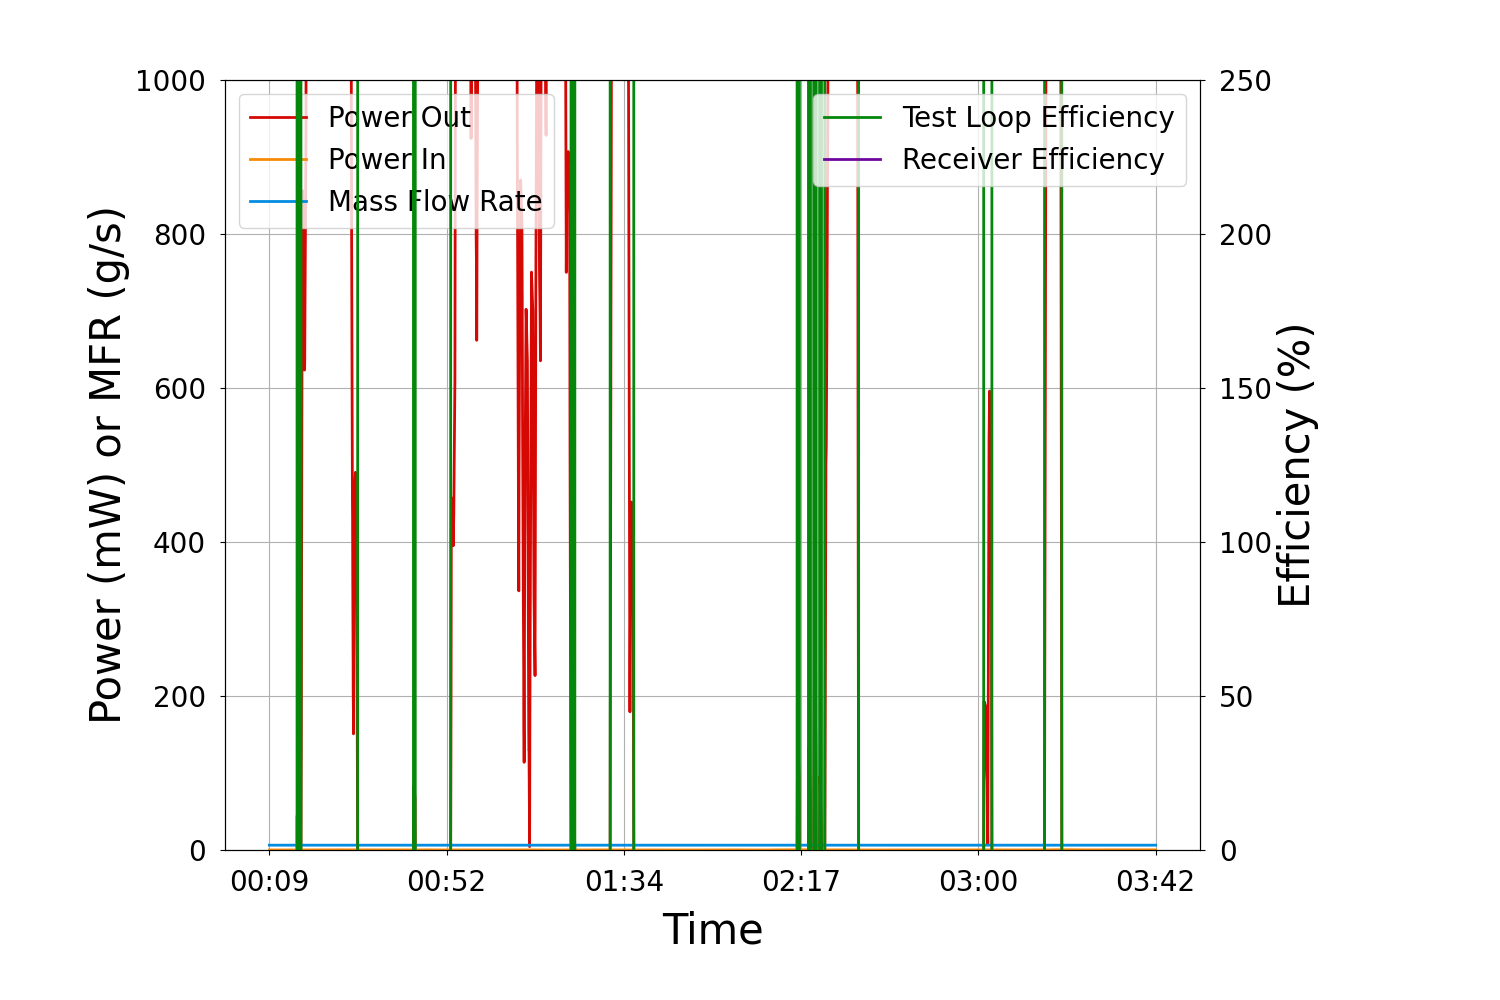 1000
800
600
400
200
0
Power (mW) or MFR (g/s)
Power Out
Power In
Mass Flow Rate
Test Loop Efficiency
Receiver Efficiency
250
200
150
100
50
0
Efficiency (%)
00:09 00:52 01:34 02:17 03:00 03:42
Time